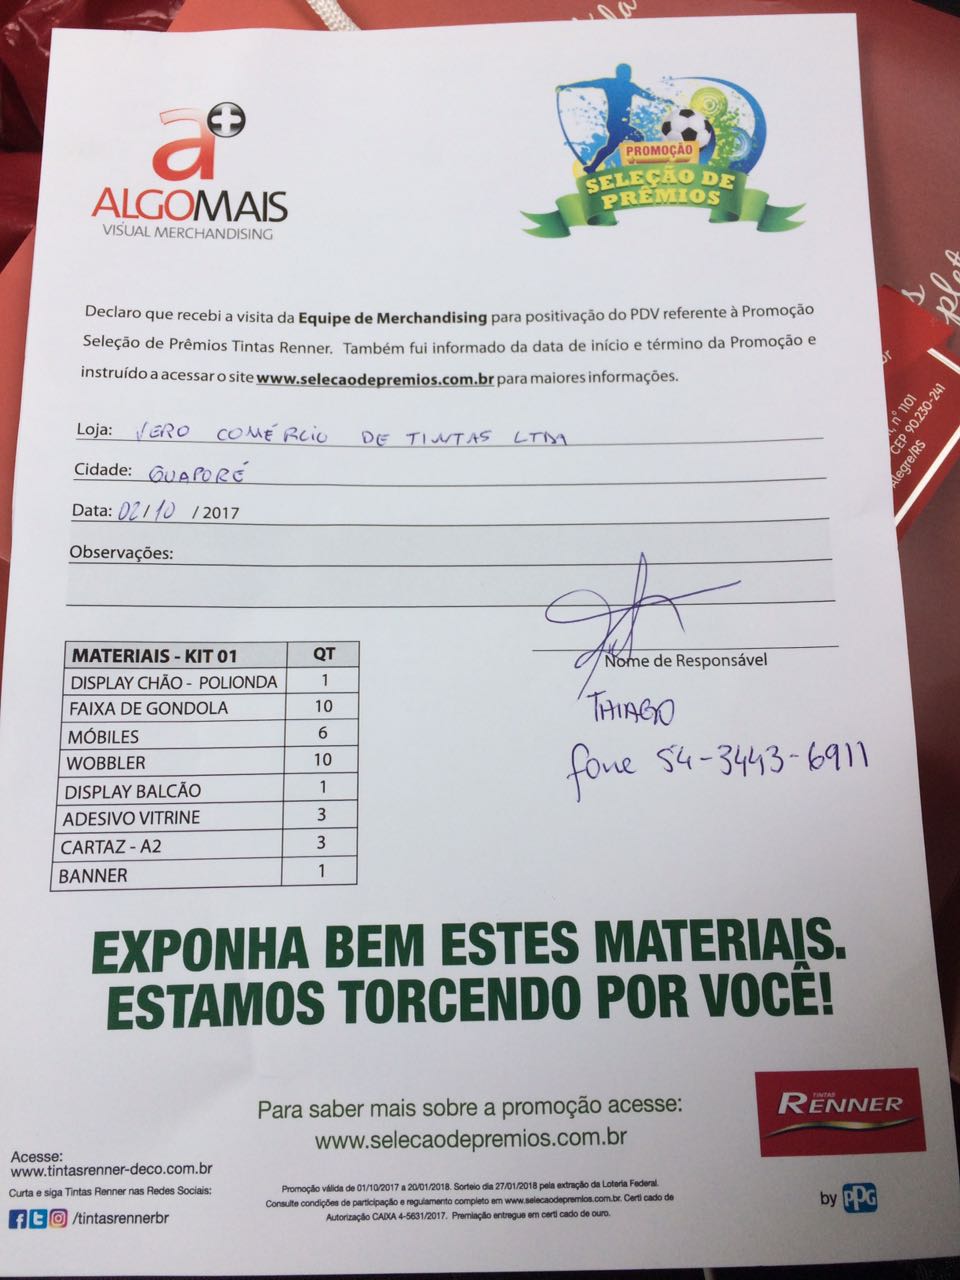 a+
ALGOMAIS
VISUAL MERCHANDISING
PROMOÇÃO
SELEÇÃO DE
PRÊMIOS
Declaro que recebi a visita da Equipe de Merchandising para positivação do PDV referente à Promoção
Seleção de Prêmios Tintas Renner. Também fui informado da data de início e término da Promoção e
instruído a acessar o site www.selecaodepremios.com.br para maiores informações.
Loja: VERO COMÉRCIO DE TINTAS LTDA
Cidade: GUAPORÉ
Data: 02/10 / 2017
Observações:
Nome de Responsável
THIAGO
fone 54-3443-6911
MATERIAIS - KIT 01 QT
DISPLAY CHÃO - POLIONDA 1
FAIXA DE GONDOLA 10
MÓBILES 6
WOBBLER 10
DISPLAY BALCÃO 1
ADESIVO VITRINE 3
CARTAZ - A2 3
BANNER 1
EXPONHA BEM ESTES MATERIAIS.
ESTAMOS TORCENDO POR VOCÊ!
Para saber mais sobre a promoção acesse:
www.selecaodepremios.com.br
TINTAS
RENNER
Acesse:
www.tintasrenner-deco.com.br
Curta e siga Tintas Renner nas Redes Sociais:
/tintasrennerbr
Promoção válida de 01/10/2017 a 20/01/2018. Sorteio dia 27/01/2018 pela extração da Loteria Federal.
Consulte condições de participação e regulamento completo em www.selecaodepremios.com.br. Certi cado de
Autorização CAIXA 4-5631/2017. Premiação entregue em certi cado de ouro.
by PPG
nº 1101
CEP 90.230-241
Alegre/RS